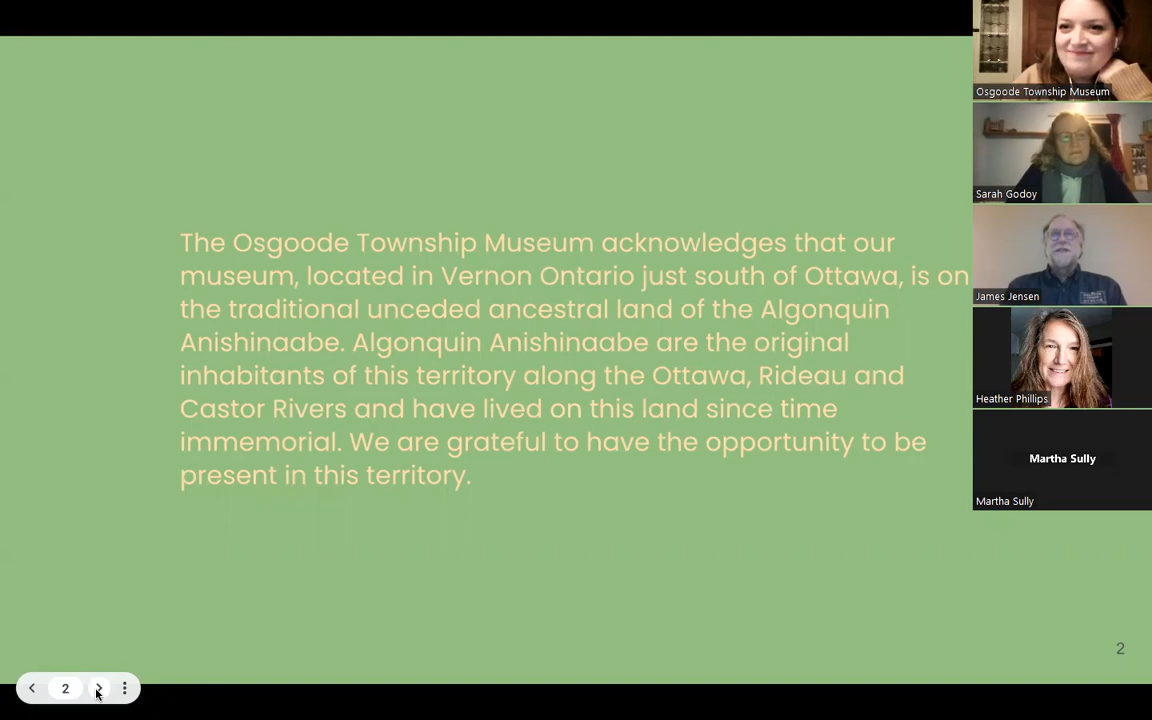 The Osgoode Township Museum acknowledges that our
museum, located in Vernon Ontario just south of Ottawa, is on
the traditional unceded ancestral land of the Algonquin
Anishinaabe. Algonquin Anishinaabe are the original
inhabitants of this territory along the Ottawa, Rideau and
Castor Rivers and have lived on this land since time
immemorial. We are grateful to have the opportunity to be
present in this territory.
Osgoode Township Museum
Sarah Godoy
James Jensen
Heather Phillips
Martha Sully
Martha Sully
2
2